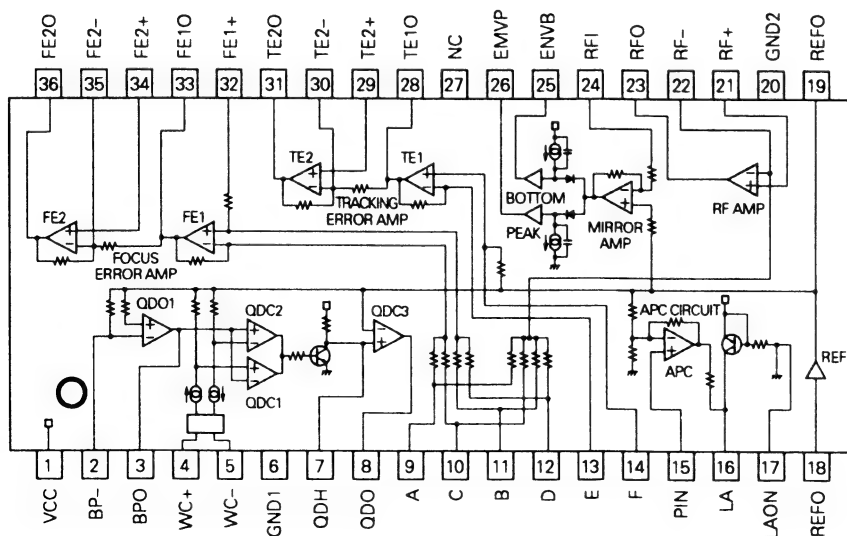 FE2O FE2- FE2+ FE1O FE1+ TE2O TE2- TE2+ TE1O NC EMVP ENVB RFI RFO RF- RF+ GND2 REFO
36 35 34 33 32 31 30 29 28 27 26 25 24 23 22 21 20 19
TE2
TE1
TRACKING
ERROR AMP
BOTTOM
PEAK
MIRROR
AMP
RF AMP
FE2
FE1
FOCUS
ERROR AMP
QDO1
QDC2
QDC1
QDC3
APC CIRCUIT
APC
REF
1 2 3 4 5 6 7 8 9 10 11 12 13 14 15 16 17 18
VCC BP- BPO WC+ WC- GND1 QDH QDO A C B D E F PIN LA LAON REFO